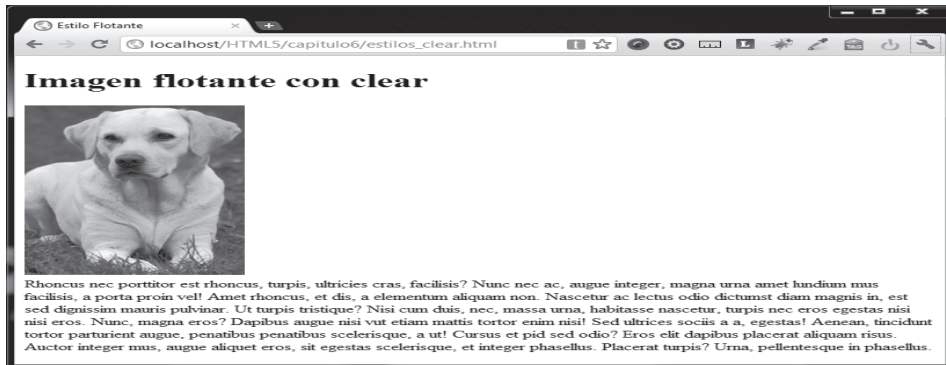 Estilo Flotante
localhost/HTML5/capitulo6/estilos_clear.html
Imagen flotante con clear
Rhoncus nec porttitor est rhoncus, turpis, ultricies cras, facilisis? Nunc nec ac, augue integer, magna urna amet lundium mus
facilisis, a porta proin vel! Amet rhoncus, et dis, a elementum aliquam non. Nascetur ac lectus odio dictumst diam magnis in, est
sed dignissim mauris pulvinar. Ut turpis tristique? Nisi cum duis, nec, massa urna, habitasse nascetur, turpis nec eros egestas nisi
nisi eros. Nunc, magna eros? Dapibus augue nisi vut etiam mattis tortor enim nisi! Sed ultrices sociis a a, egestas! Aenean, tincidunt
tortor parturient augue, penatibus penatibus scelerisque, a ut! Cursus et pid sed odio? Eros elit dapibus placerat aliquam risus.
Auctor integer mus, augue aliquet eros, sit egestas scelerisque, et integer phasellus. Placerat turpis? Urna, pellentesque in phasellus.